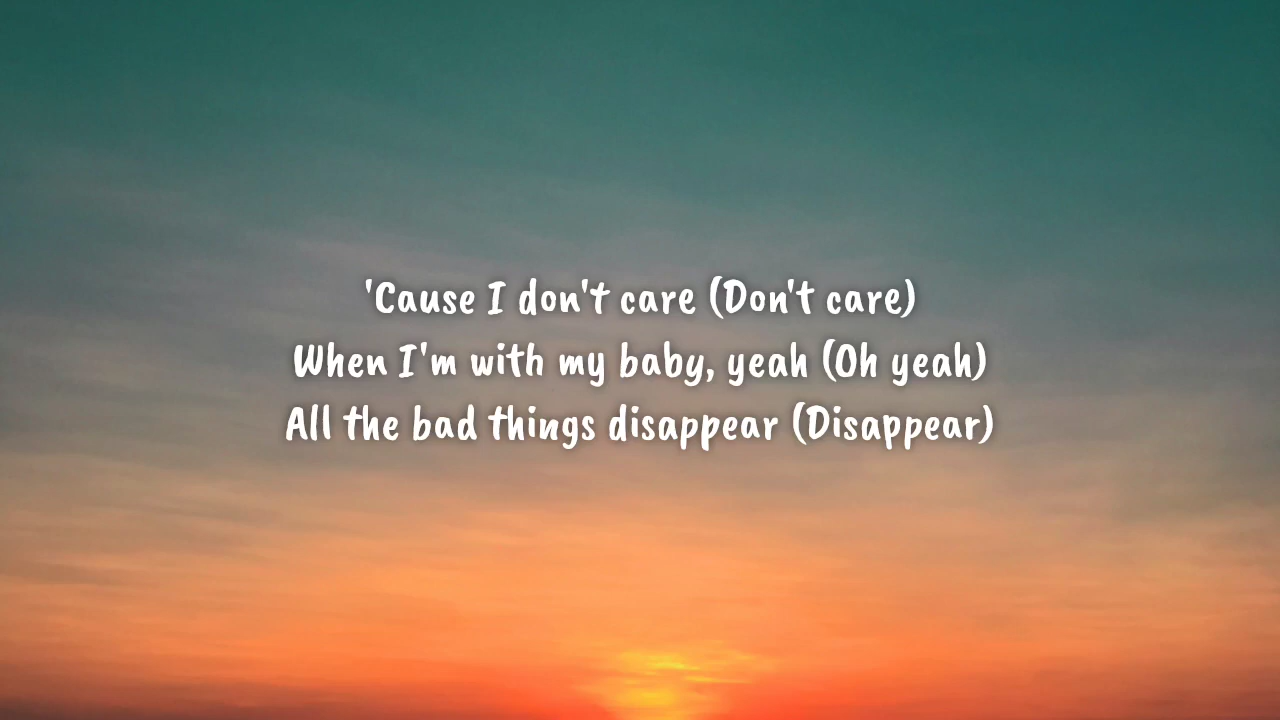 'Cause I don't care (Don't care)
When I'm with my baby, yeah (Oh yeah)
All the bad things disappear (Disappear)